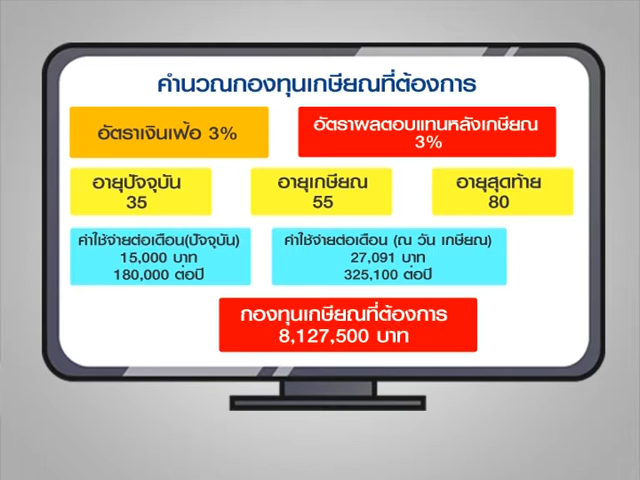 คำนวณกองทุนเกษียณที่ต้องการ
อัตราเงินเฟ้อ 3%
อัตราผลตอบแทนหลังเกษียณ
3%
อายุปัจจุบัน
35
อายุเกษียณ
55
อายุสุดท้าย
80
ค่าใช้จ่ายต่อเดือน(ปัจจุบัน)
15,000 บาท
180,000 ต่อปี
ค่าใช้จ่ายต่อเดือน (ณ วัน เกษียณ)
27,091 บาท
325,100 ต่อปี
กองทุนเกษียณที่ต้องการ
8,127,500 บาท